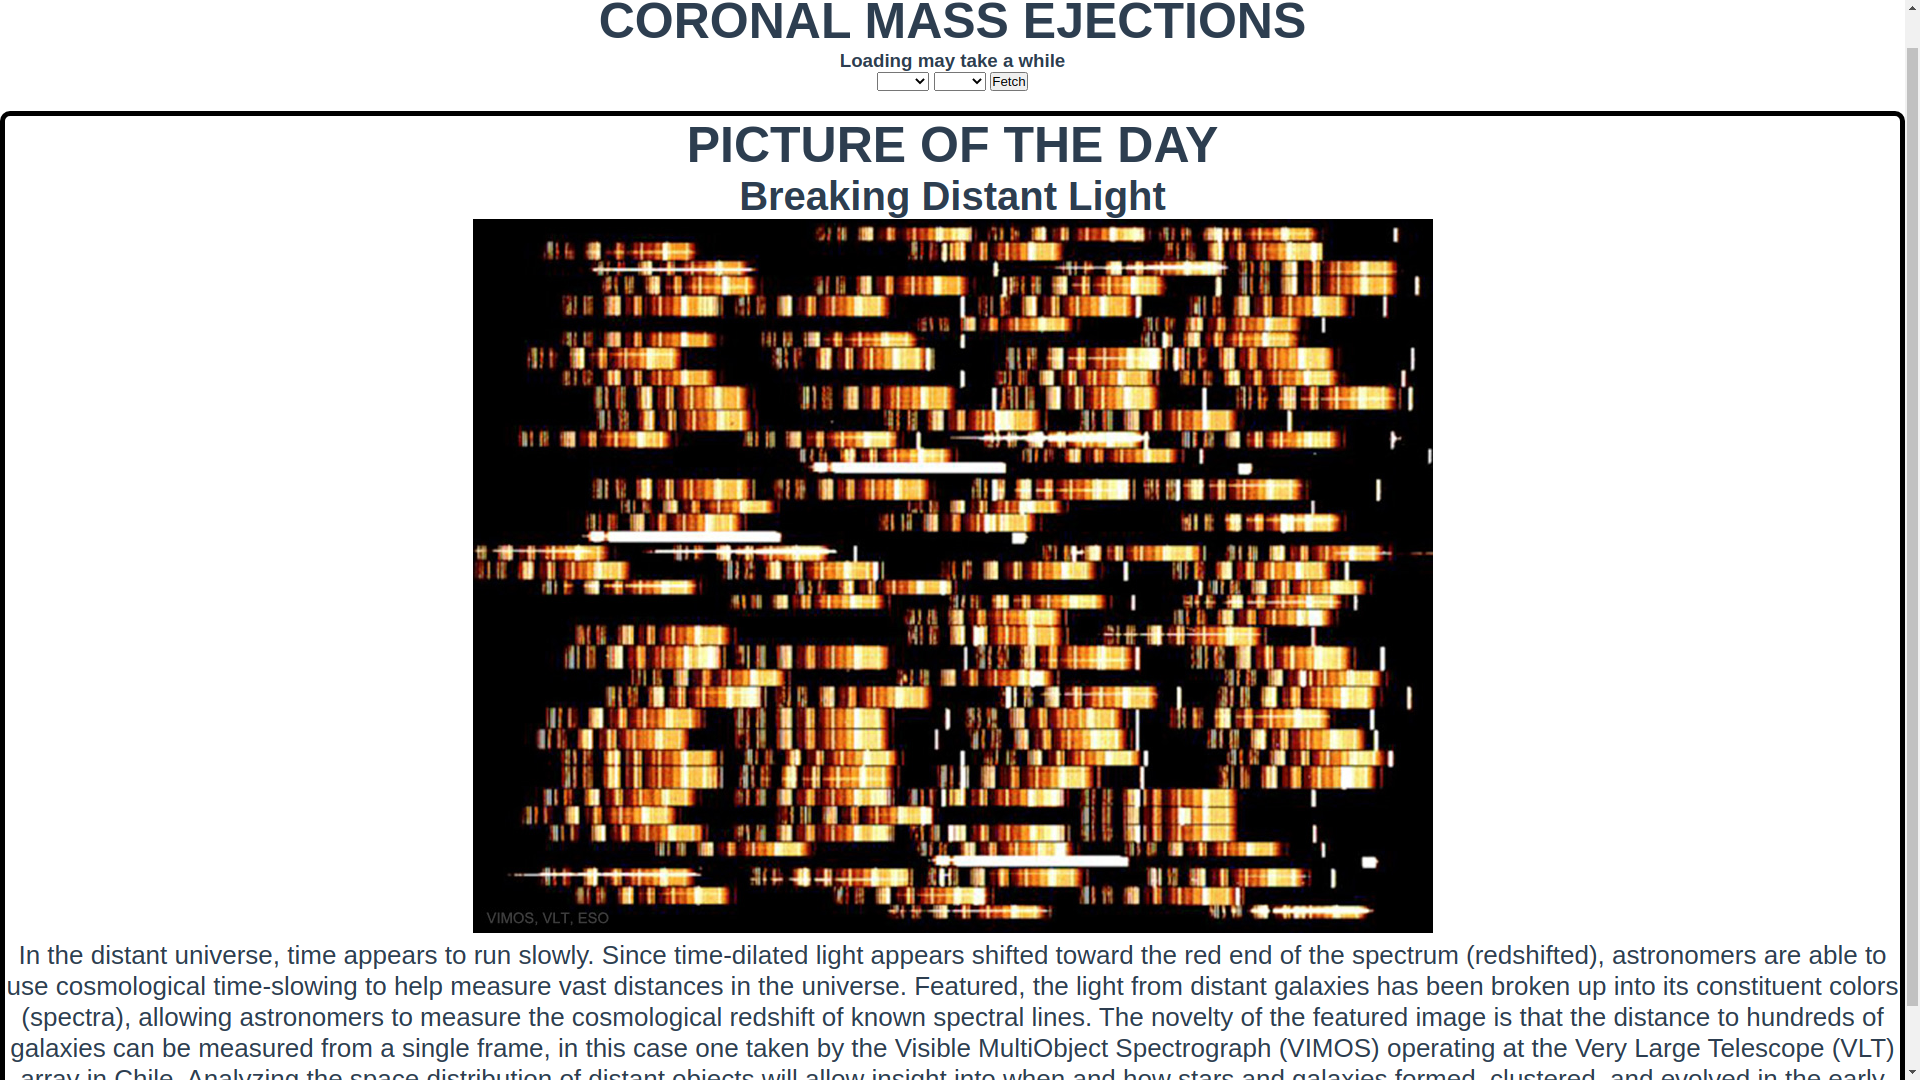 CORONAL MASS EJECTIONS
Loading may take a while
Fetch
PICTURE OF THE DAY
Breaking Distant Light
VIMOS, VLT, ESO
In the distant universe, time appears to run slowly. Since time-dilated light appears shifted toward the red end of the spectrum (redshifted), astronomers are able to
use cosmological time-slowing to help measure vast distances in the universe. Featured, the light from distant galaxies has been broken up into its constituent colors
(spectra), allowing astronomers to measure the cosmological redshift of known spectral lines. The novelty of the featured image is that the distance to hundreds of
galaxies can be measured from a single frame, in this case one taken by the Visible MultiObject Spectrograph (VIMOS) operating at the Very Large Telescope (VLT)
array in Chile. Analyzing the space distribution of distant objects will allow insight into when and how stars and galaxies formed, clustered, and evolved in the early